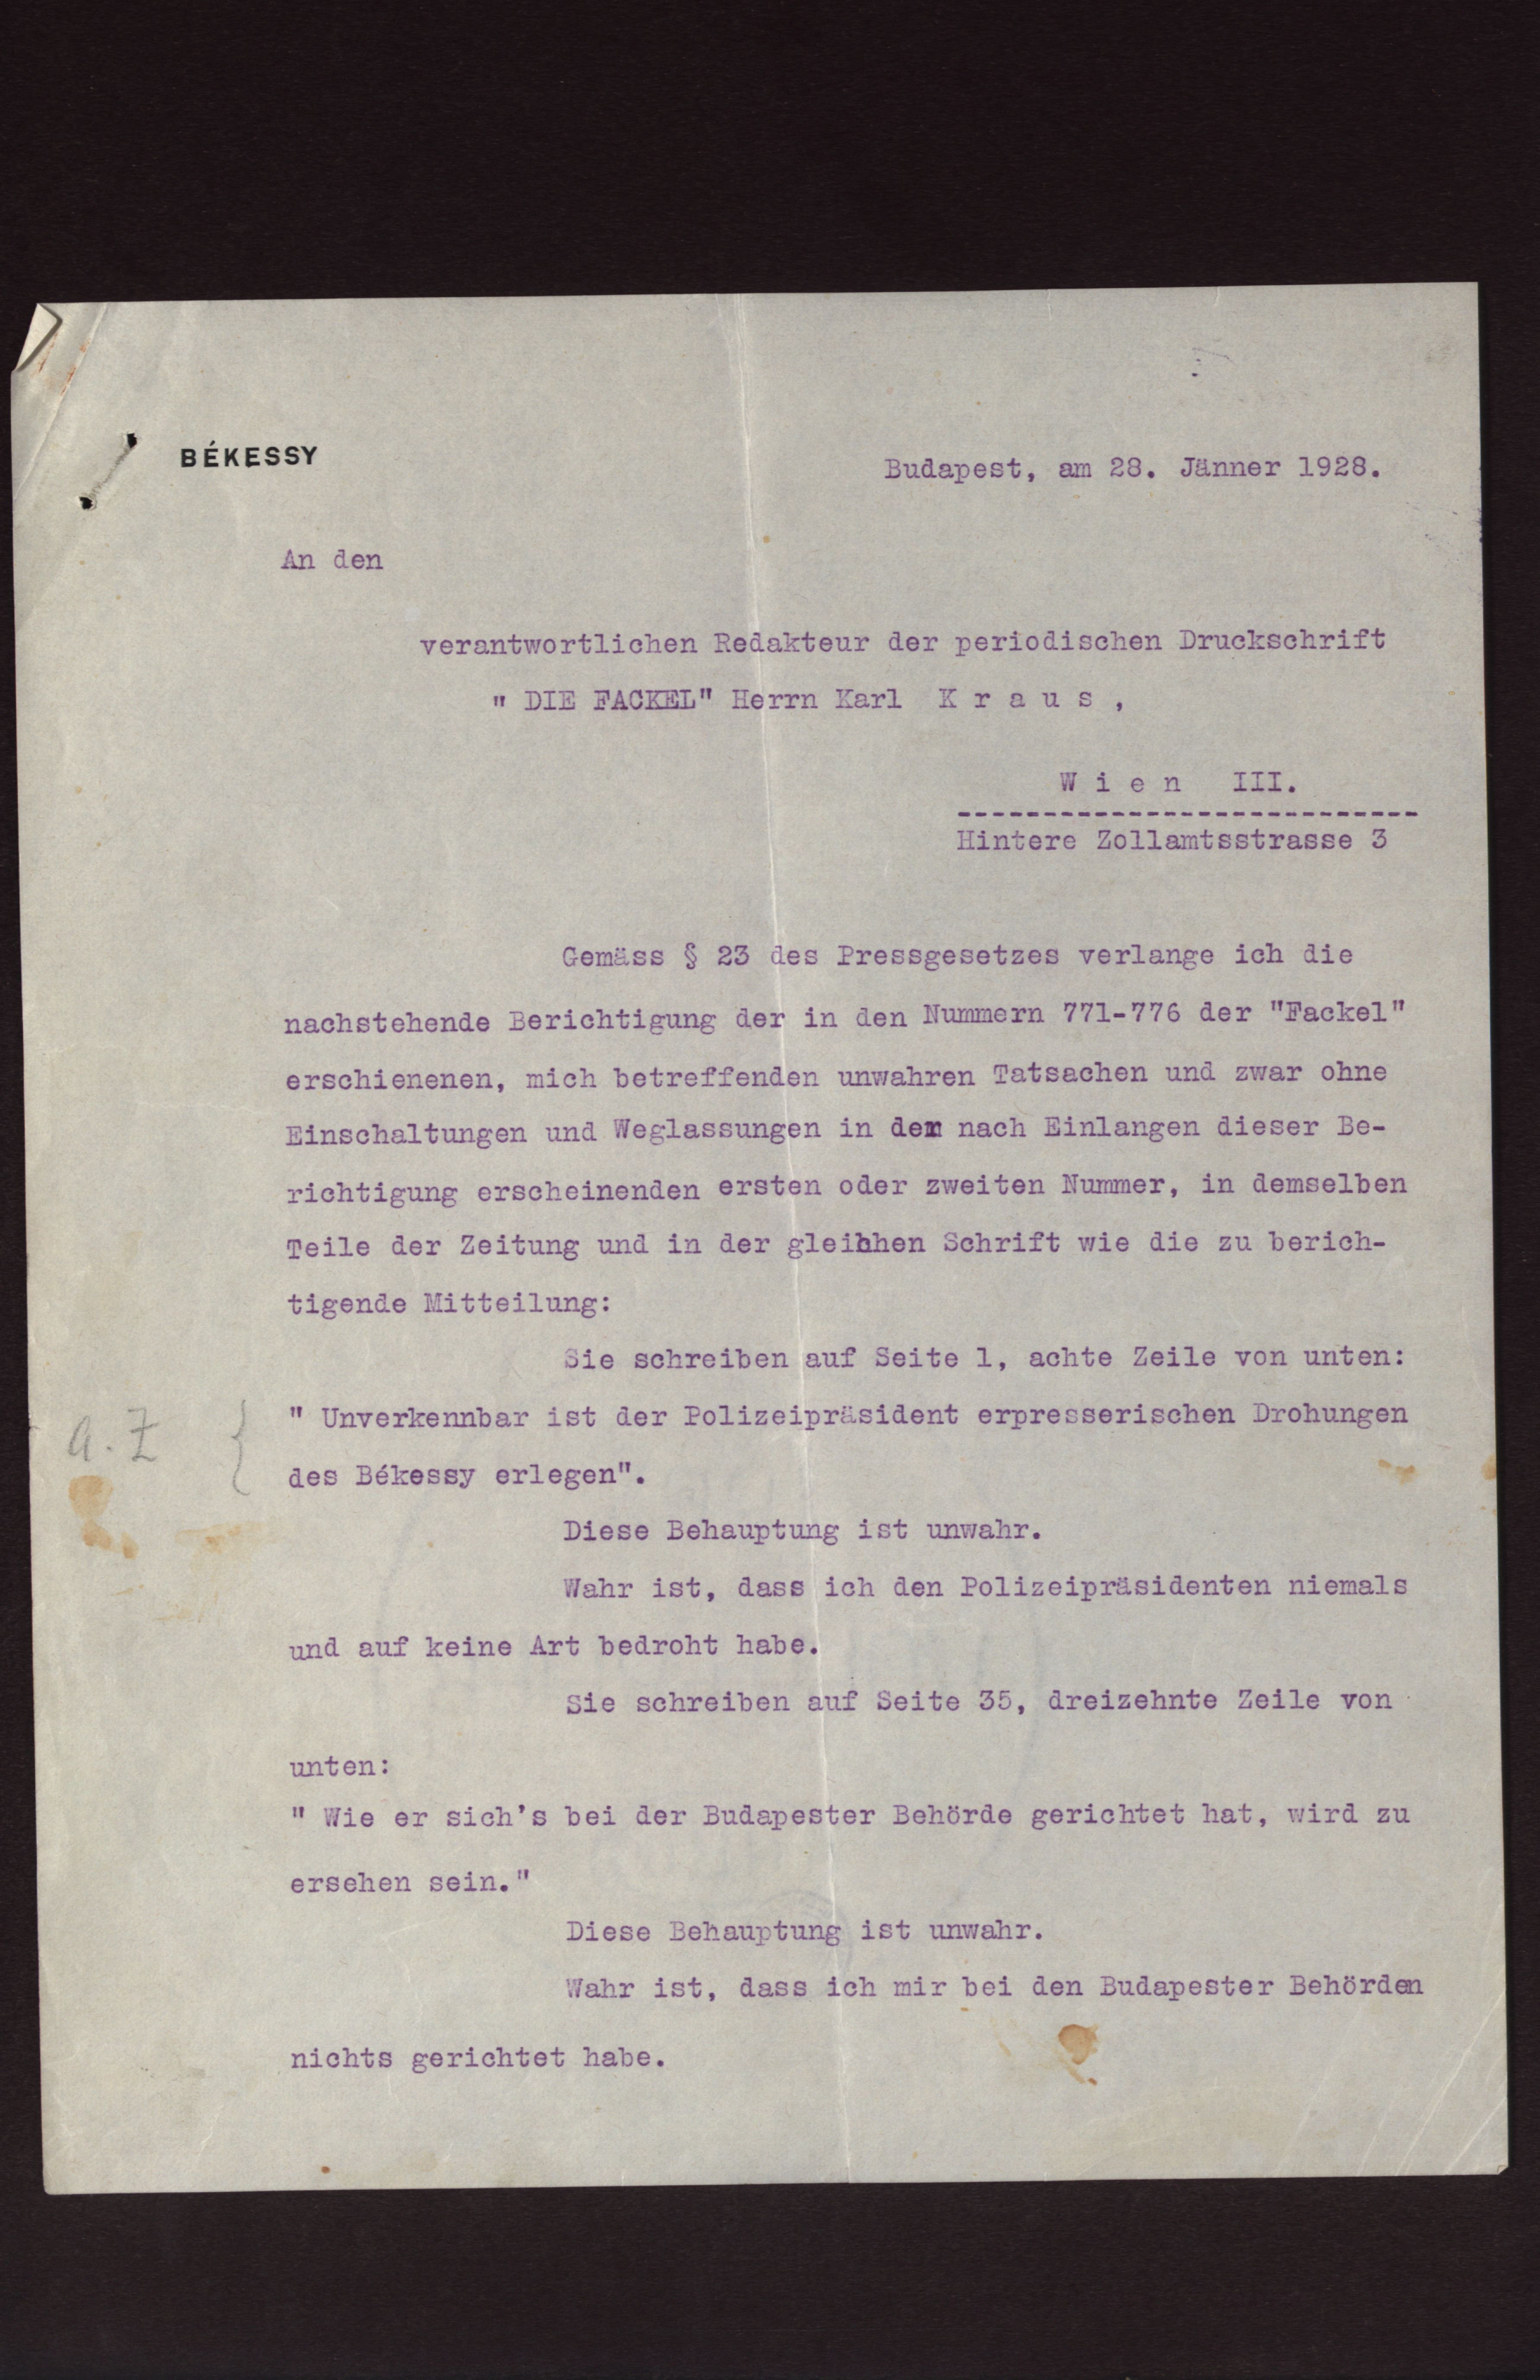 BÉKESSY
Budapest, am 28. Jänner 1928.
An den
verantwortlichen Redakteur der periodischen Druckschrift
" DIE FACKEL" Herrn Karl K r a u s ,
W i e n III.
---------------------------
Hintere Zollamtsstrasse 3
Gemäss § 23 des Pressgesetzes verlange ich die
nachstehende Berichtigung der in den Nummern 771-776 der "Fackel"
erschienenen, mich betreffenden unwahren Tatsachen und zwar ohne
Einschaltungen und Weglassungen in der nach Einlangen dieser Be-
richtigung erscheinenden ersten oder zweiten Nummer, in demselben
Teile der Zeitung und in der gleichen Schrift wie die zu berich-
tigende Mitteilung:
Sie schreiben auf Seite 1, achte Zeile von unten:
" Unverkennbar ist der Polizeipräsident erpresserischen Drohungen
a. Z
des Békessy erlegen".
Diese Behauptung ist unwahr.
Wahr ist, dass ich den Polizeipräsidenten niemals
und auf keine Art bedroht habe.
Sie schreiben auf Seite 35, dreizehnte Zeile von
unten:
" Wie er sich's bei der Budapester Behörde gerichtet hat, wird zu
ersehen sein."
Diese Behauptung ist unwahr.
Wahr ist, dass ich mir bei den Budapester Behörden
nichts gerichtet habe.